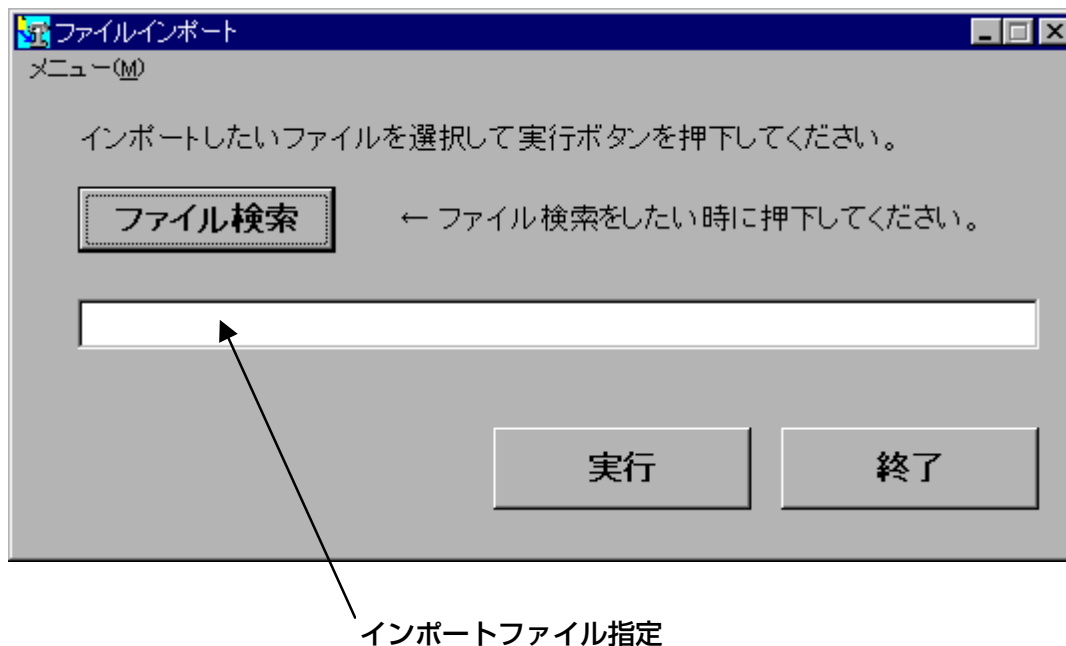 ファイルインポート
メニュー(M)
インポートしたいファイルを選択して実行ボタンを押下してください。
ファイル検索 ← ファイル検索をしたい時に押下してください。
実行 終了
インポートファイル指定